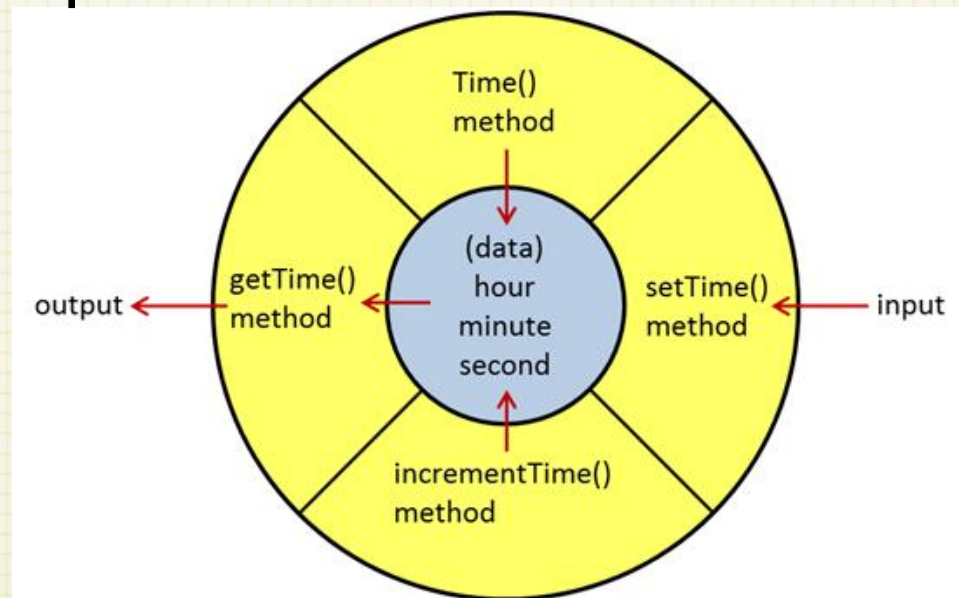 Time()
method
(data)
hour
minute
second
getTime()
method
output
setTime()
method
input
incrementTime()
method